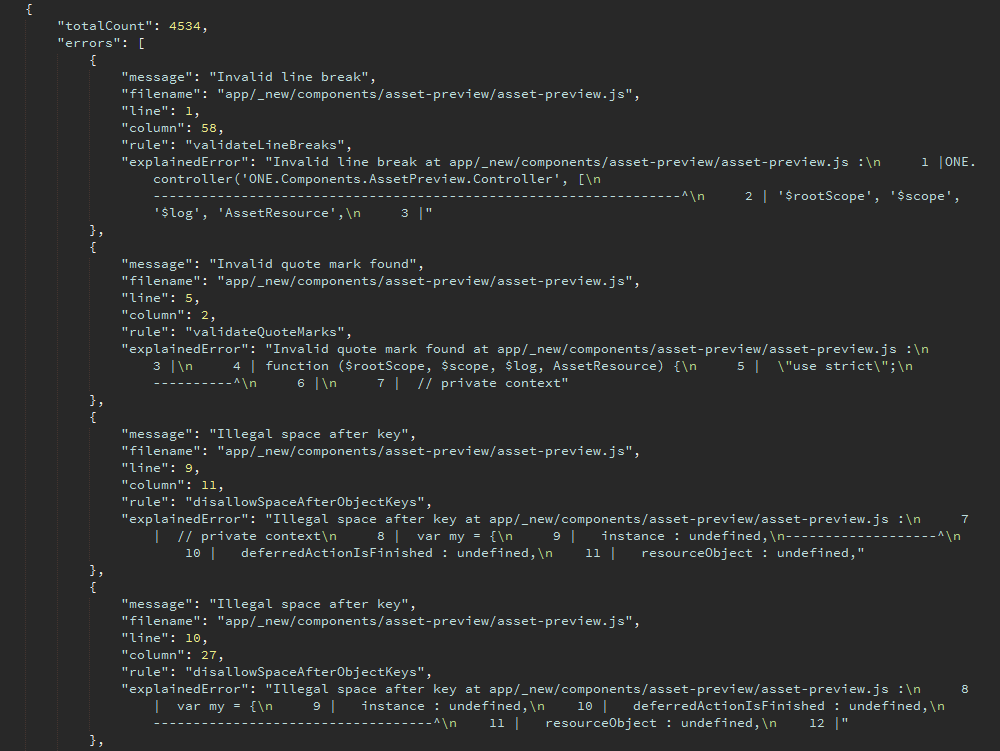 {
"totalCount": 4534,
"errors": [
{
"message": "Invalid line break",
"filename": "app/_new/components/asset-preview/asset-preview.js",
"line": 1,
"column": 58,
"rule": "validateLineBreaks",
"explainedError": "Invalid line break at app/_new/components/asset-preview/asset-preview.js :\n     1 |ONE.
controller('ONE.Components.AssetPreview.Controller', [\n
------------------------------------------------------------------^\n     2 | '$rootScope', '$scope',
'$log', 'AssetResource',\n     3 |"
},
{
"message": "Invalid quote mark found",
"filename": "app/_new/components/asset-preview/asset-preview.js",
"line": 5,
"column": 2,
"rule": "validateQuoteMarks",
"explainedError": "Invalid quote mark found at app/_new/components/asset-preview/asset-preview.js :\n
3 |\n     4 | function ($rootScope, $scope, $log, AssetResource) {\n     5 |  \"use strict\";\n
----------^\n     6 |\n     7 |  // private context"
},
{
"message": "Illegal space after key",
"filename": "app/_new/components/asset-preview/asset-preview.js",
"line": 9,
"column": 11,
"rule": "disallowSpaceAfterObjectKeys",
"explainedError": "Illegal space after key at app/_new/components/asset-preview/asset-preview.js :\n     7
|  // private context\n     8 |  var my = {\n     9 |   instance : undefined,\n-------------------^\n
10 |   deferredActionIsFinished : undefined,\n    11 |   resourceObject : undefined,"
},
{
"message": "Illegal space after key",
"filename": "app/_new/components/asset-preview/asset-preview.js",
"line": 10,
"column": 27,
"rule": "disallowSpaceAfterObjectKeys",
"explainedError": "Illegal space after key at app/_new/components/asset-preview/asset-preview.js :\n     8
|  var my = {\n     9 |   instance : undefined,\n    10 |   deferredActionIsFinished : undefined,\n
-----------------------------------^\n    11 |   resourceObject : undefined,\n    12 |"
},